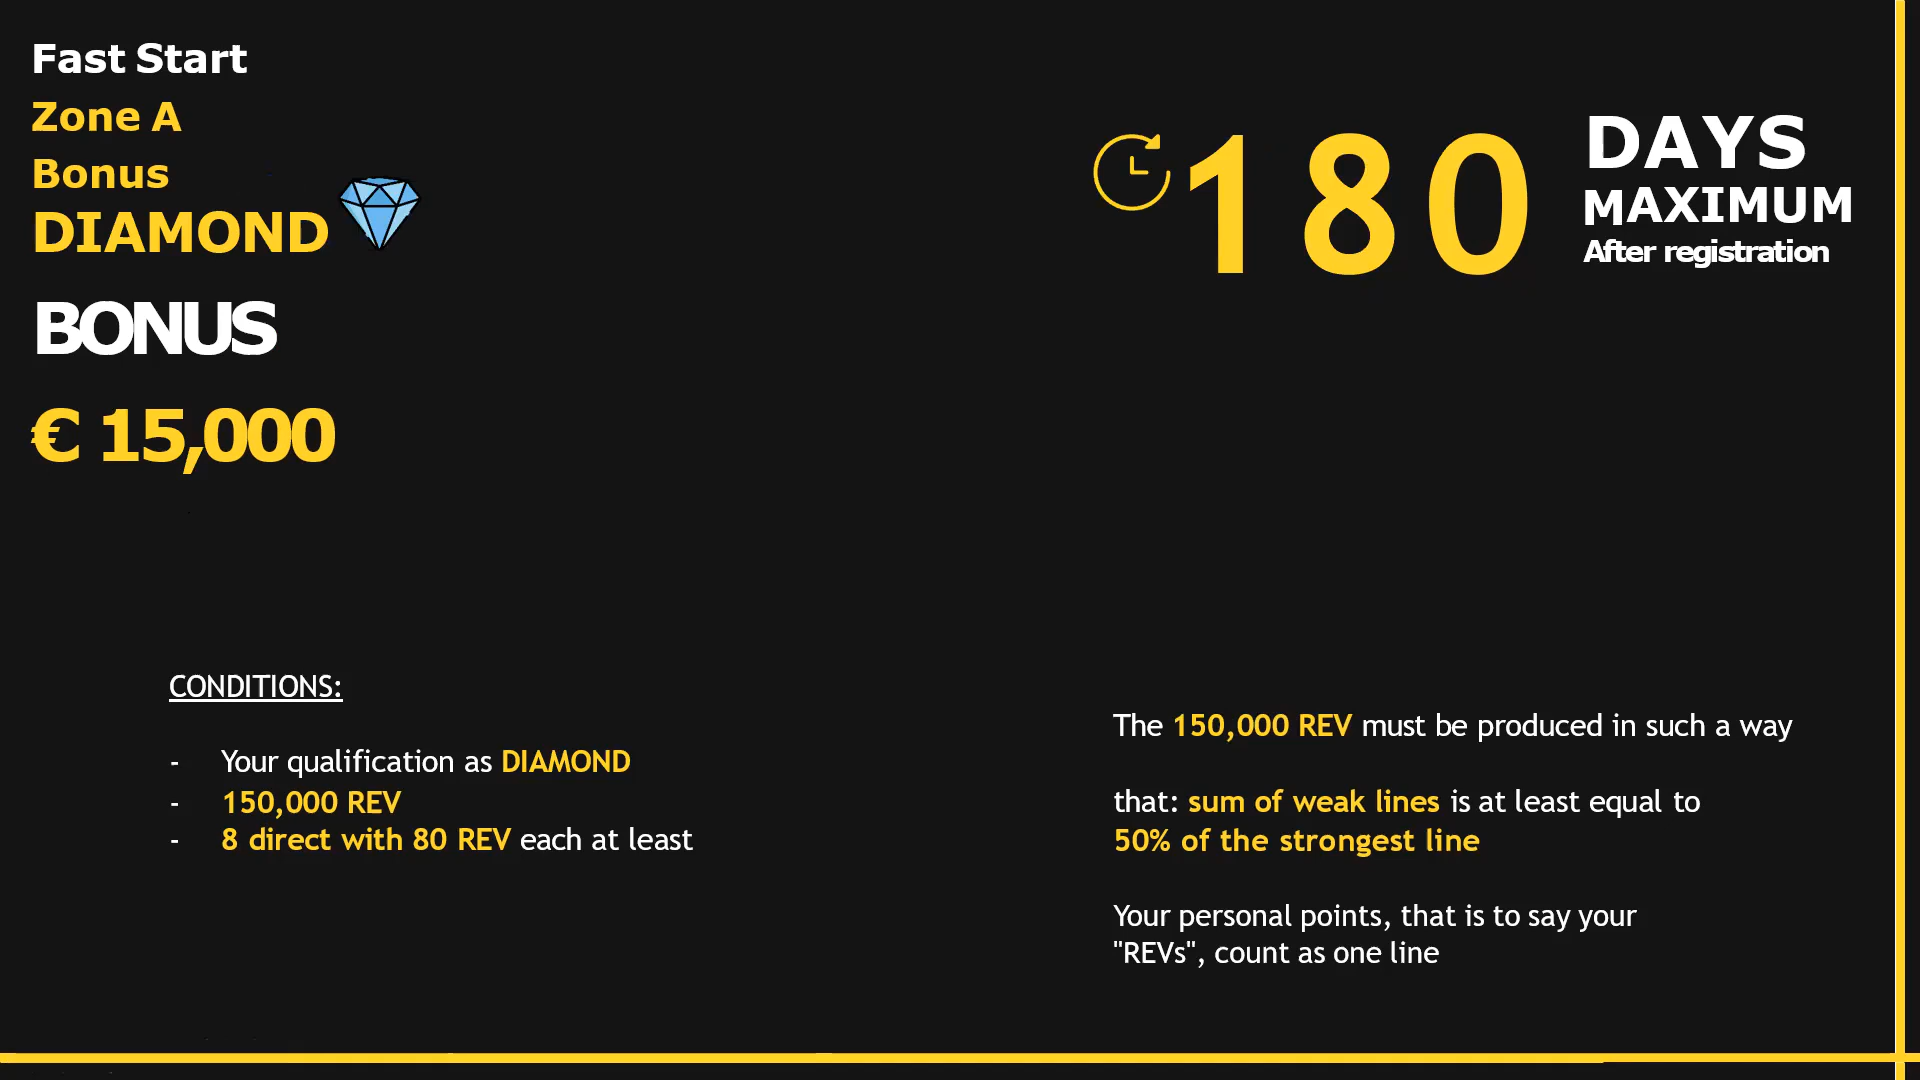 Fast Start
Zone A
Bonus
DIAMOND
BONUS
€ 15,000
180
DAYS
MAXIMUM
After registration
CONDITIONS:
- Your qualification as DIAMOND
- 150,000 REV
- 8 direct with 80 REV each at least
The 150,000 REV must be produced in such a way
that: sum of weak lines is at least equal to
50% of the strongest line
Your personal points, that is to say your
"REVs", count as one line